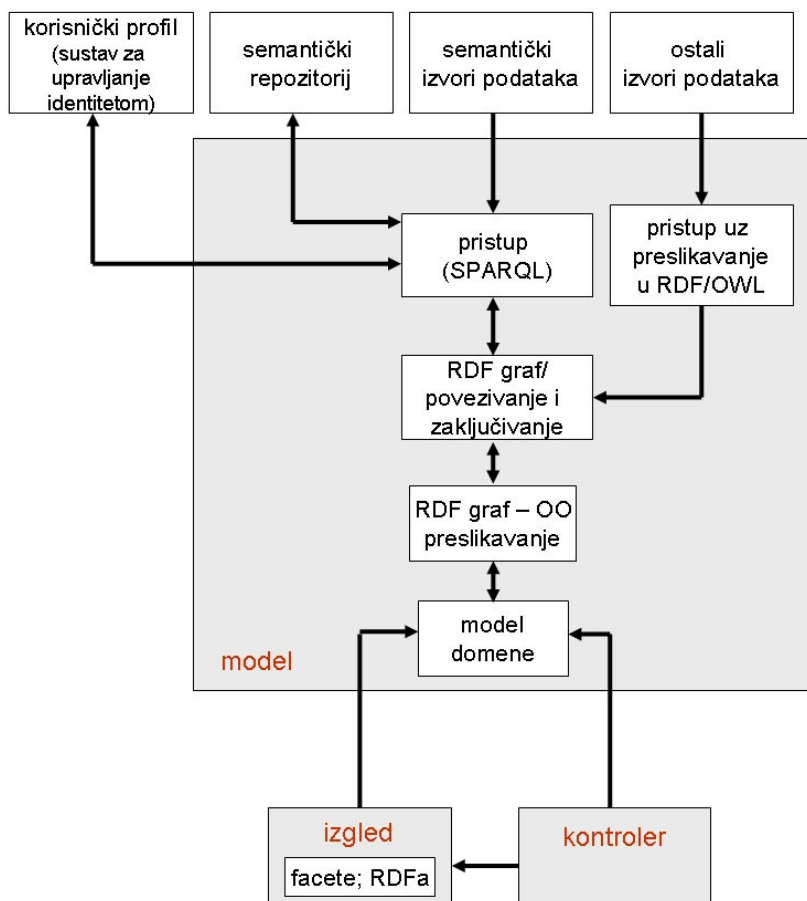 korisnički profil
(sustav za
upravljanje
identitetom)
semantički
repozitorij
semantički
izvori podataka
ostali
izvori podataka
pristup
(SPARQL)
pristup uz
preslikavanje
u RDF/OWL
RDF graf/
povezivanje i
zaključivanje
RDF graf – OO
preslikavanje
model
domene
model
izgled
facete; RDFa
kontroler